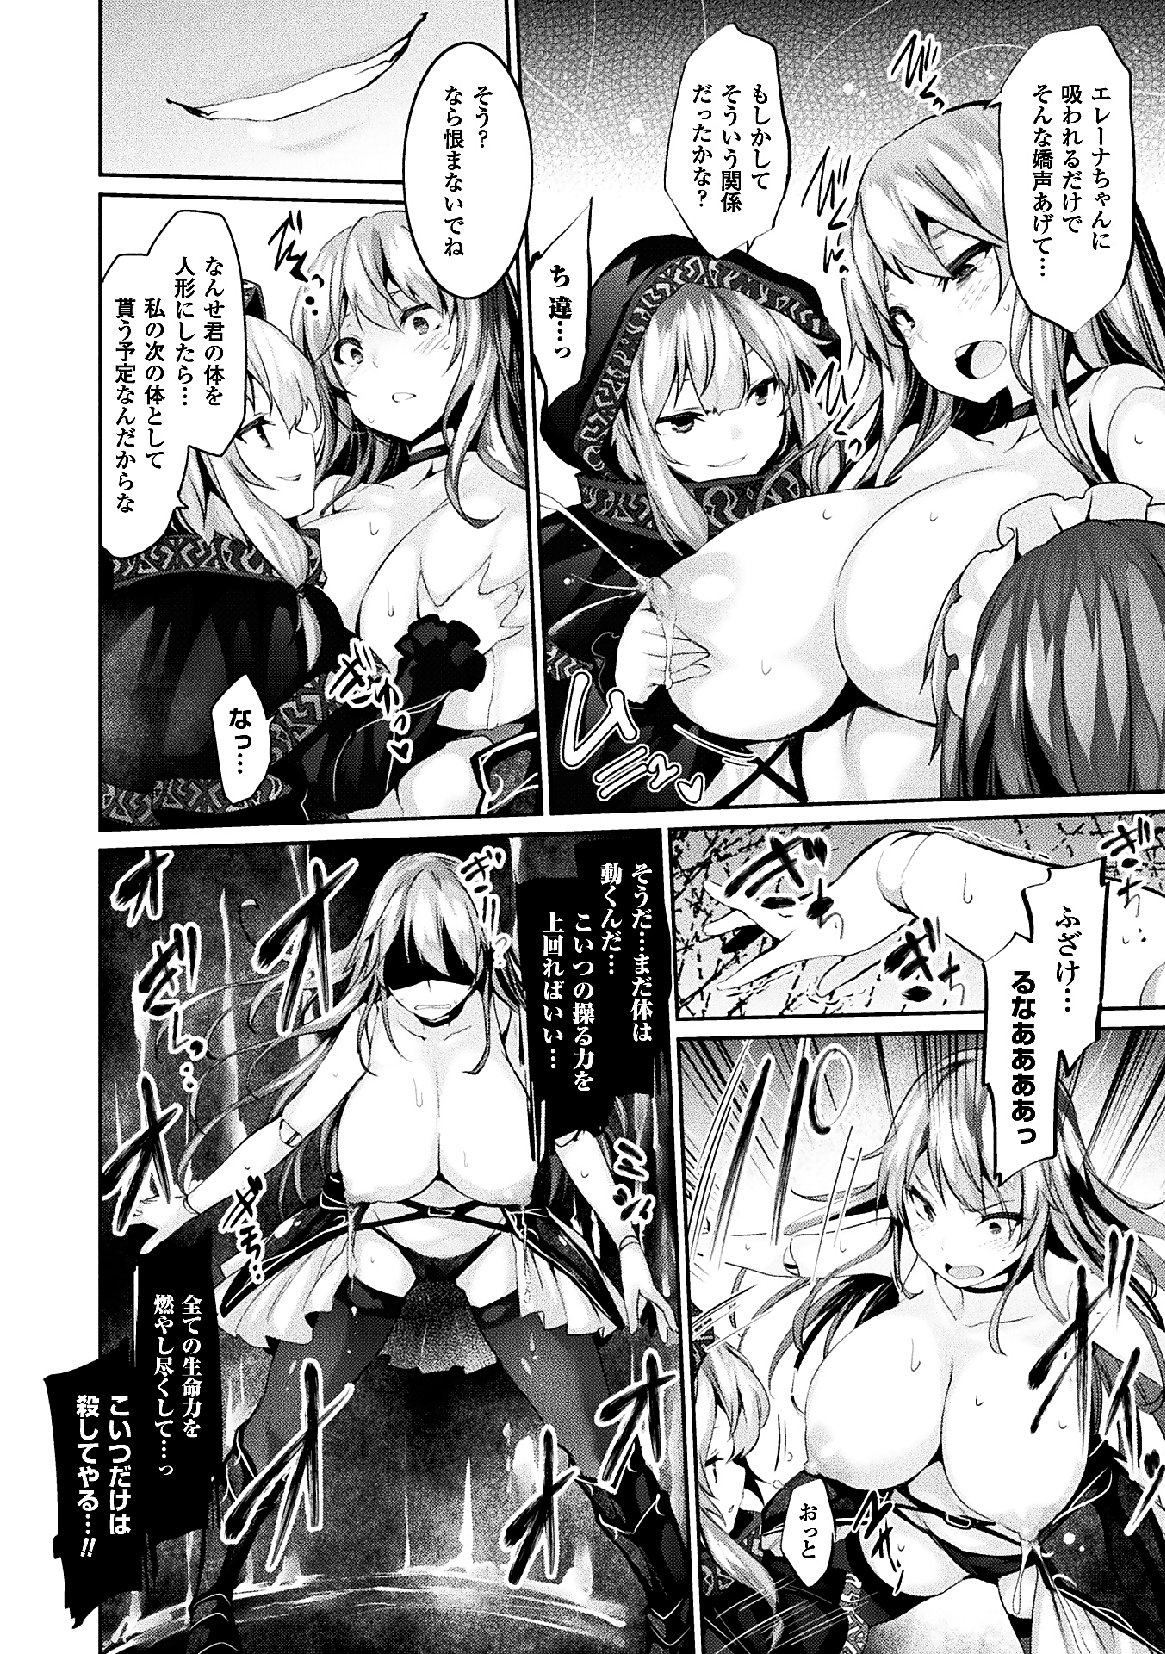 エレーナちゃんに
吸われるだけで
そんな嬌声あげて…
もしかして
そういう関係
だったかな?
ち違…っ
そう?
なら恨まないでね
なんせ君の体を
人形にしたら…
私の次の体として
貰う予定なんだからな
なっ…
ふざけ…
るなああああっ
おっと
そうだ…まだ体は
動くんだ…
こいつの操る力を
上回ればいい…
全ての生命力を
燃やし尽くして…っ
こいつだけは
殺してやる…!!